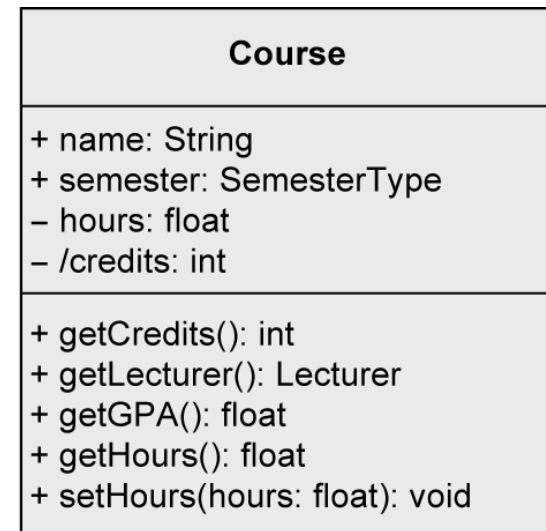 Course
+ name: String
+ semester: SemesterType
– hours: float
– /credits: int
+ getCredits(): int
+ getLecturer(): Lecturer
+ getGPA(): float
+ getHours(): float
+ setHours(hours: float): void